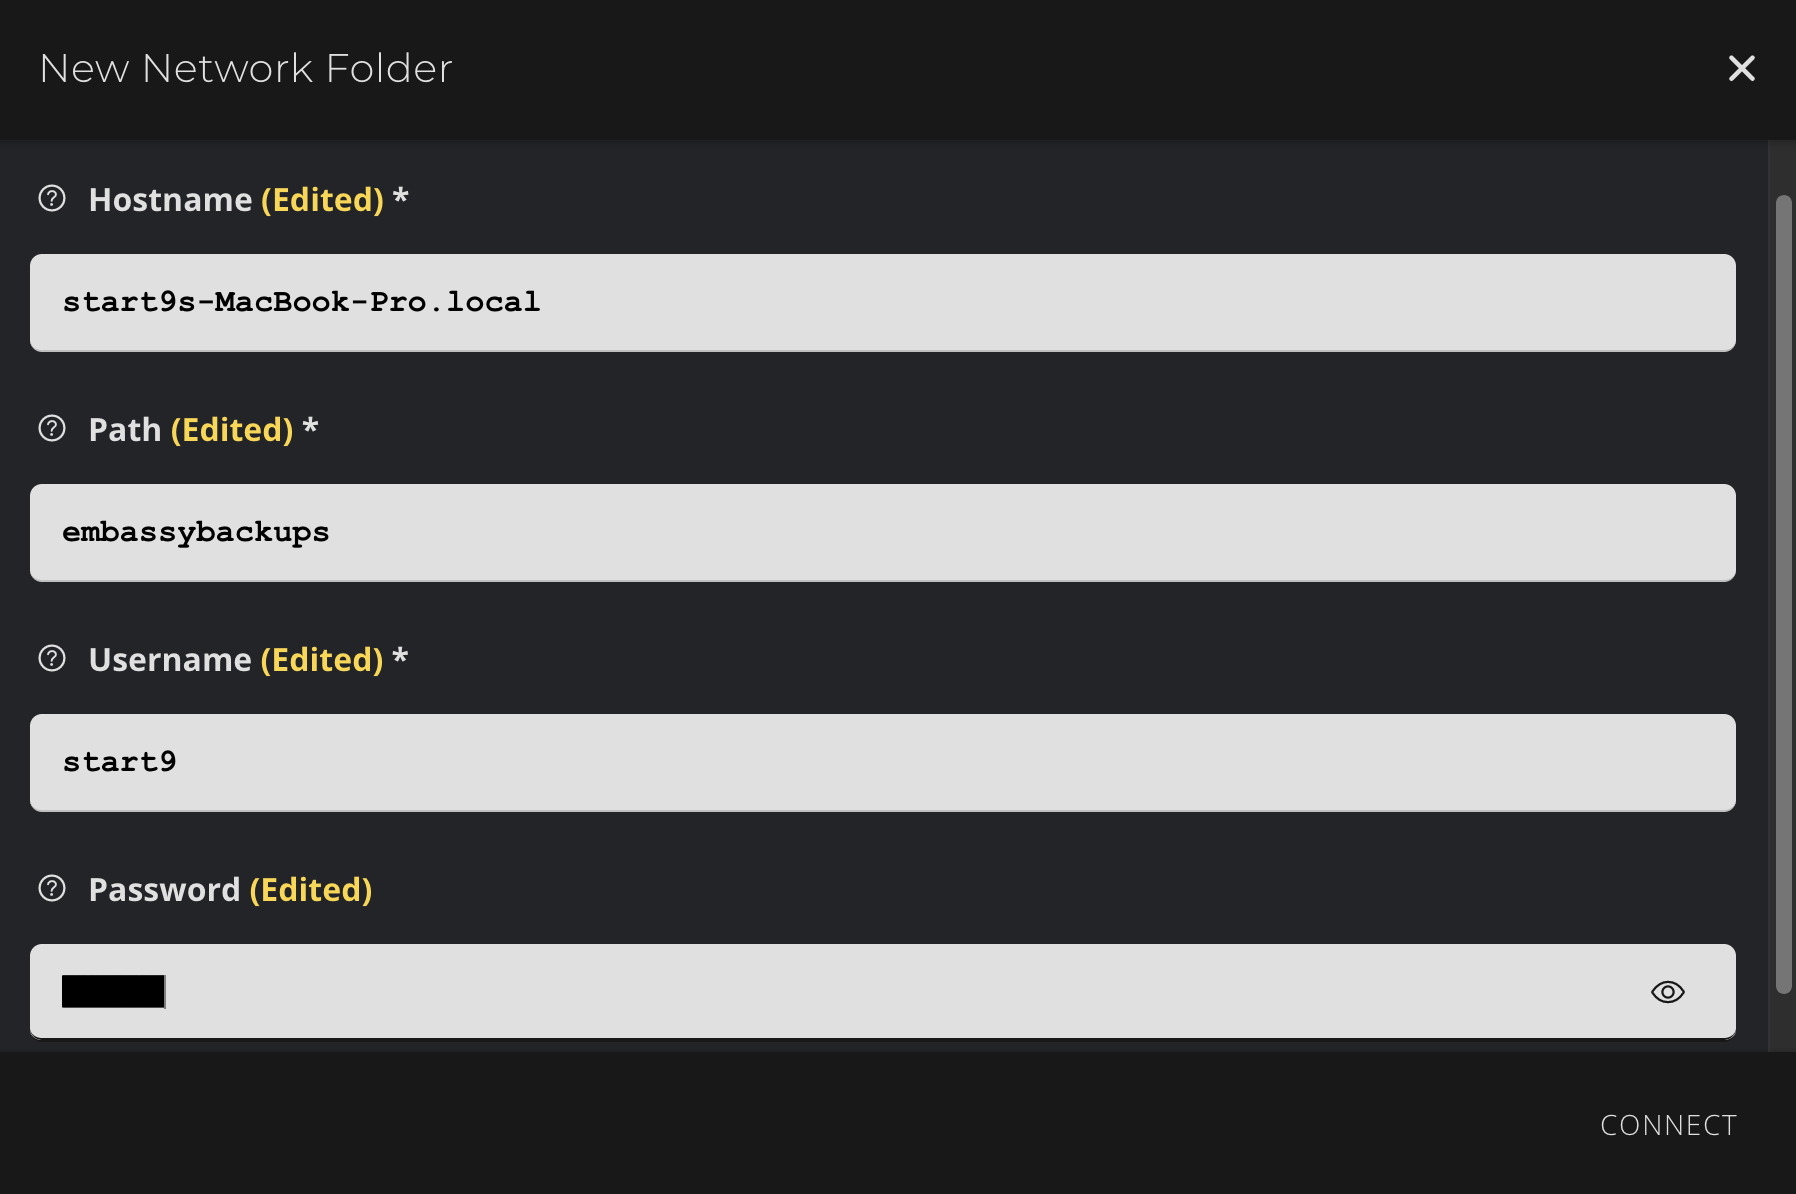 New Network Folder
Hostname (Edited) *
start9s-MacBook-Pro.local
Path (Edited) *
embassybackups
Username (Edited) *
start9
Password (Edited)
CONNECT